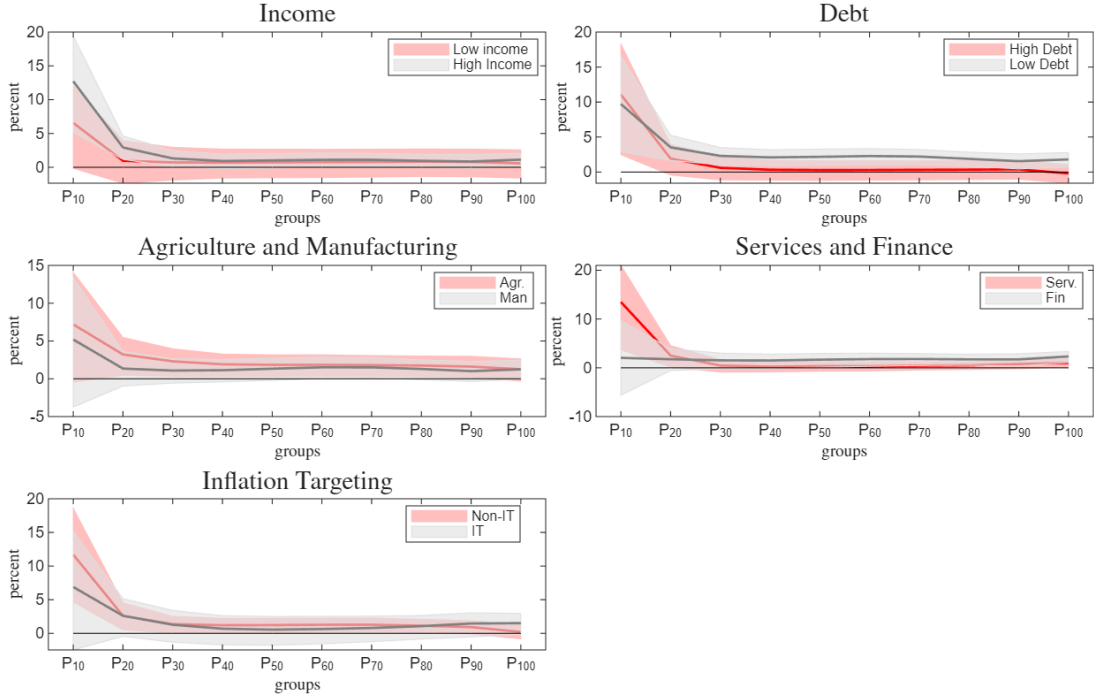 Income
20
15
10
5
0
percent
Low income
High Income
P10 P20 P30 P40 P50 P60 P70 P80 P90 P100
groups
Debt
20
15
10
5
0
percent
High Debt
Low Debt
P10 P20 P30 P40 P50 P60 P70 P80 P90 P100
groups
Agriculture and Manufacturing
15
10
5
0
-5
percent
Agr.
Man
P10 P20 P30 P40 P50 P60 P70 P80 P90 P100
groups
Services and Finance
20
10
0
-10
percent
Serv.
Fin
P10 P20 P30 P40 P50 P60 P70 P80 P90 P100
groups
Inflation Targeting
20
15
10
5
0
percent
Non-IT
IT
P10 P20 P30 P40 P50 P60 P70 P80 P90 P100
groups